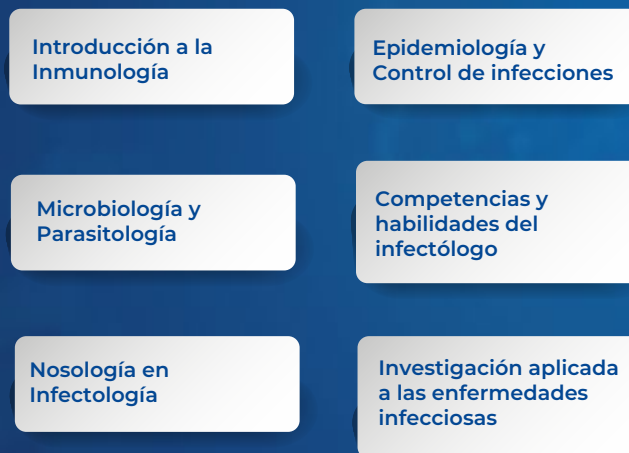 Introducción a la
Inmunología
Microbiología y
Parasitología
Nosología en
Infectología
Epidemiología y
Control de infecciones
Competencias y
habilidades del
infectólogo
Investigación aplicada
a las enfermedades
infecciosas